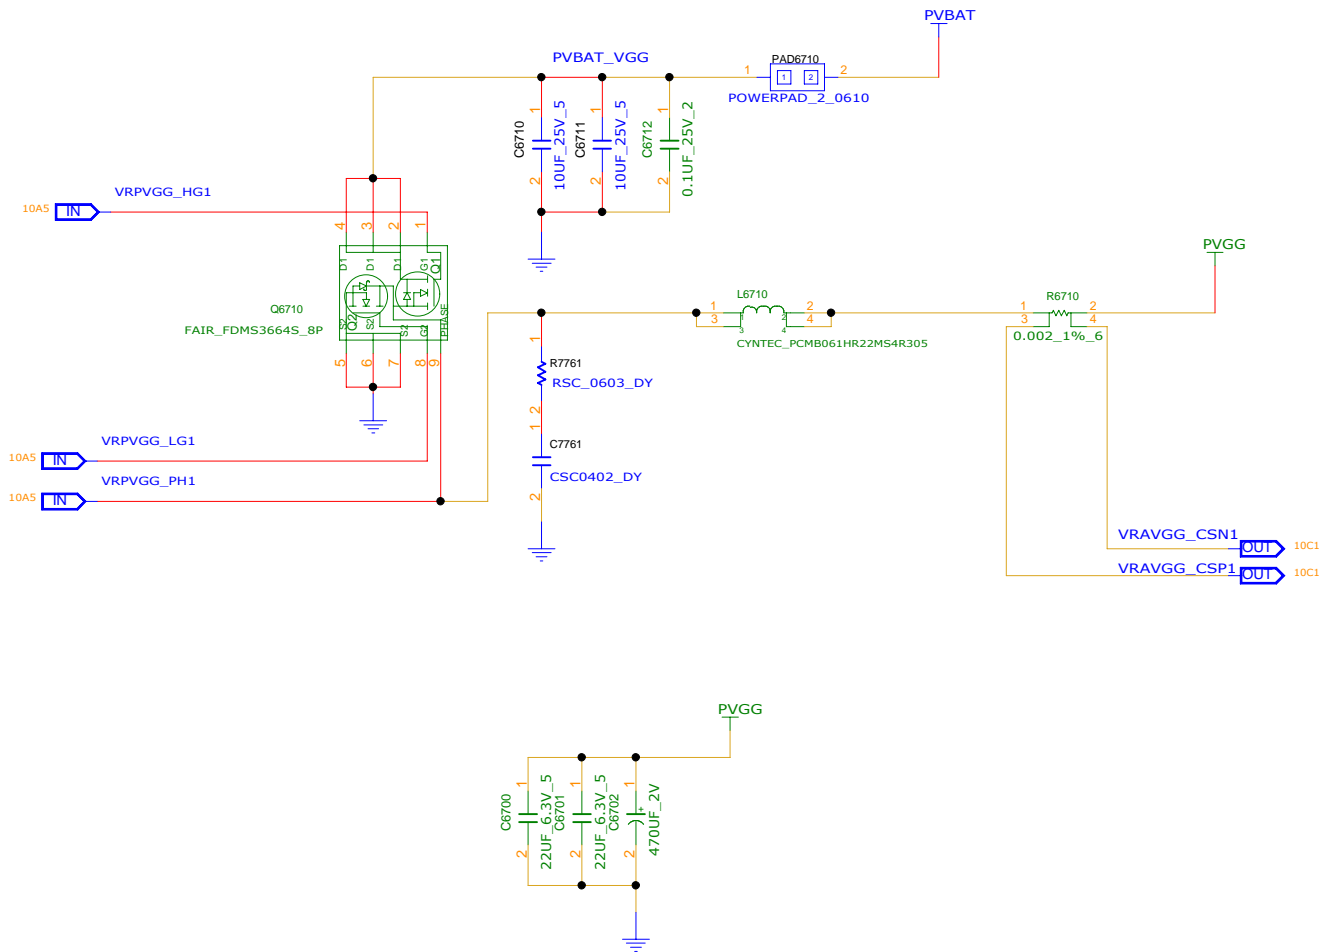 PVBAT
PVBAT_VGG
PAD6710
1
1
2
2
POWERPAD_2_0610
1
C6710
10UF_25V_5
2
1
C6711
10UF_25V_5
2
1
C6712
0.1UF_25V_2
2
10A5
IN
VRPVGG_HG1
4
3
2
1
D1
D1
D1
G1
Q1
Q2
S2
S2
S2
G2
PHASE
Q6710
FAIR_FDMS3664S_8P
5
6
7
8
9
10A5
IN
VRPVGG_LG1
10A5
IN
VRPVGG_PH1
1
R7761
RSC_0603_DY
2
1
C7761
CSC0402_DY
2
L6710
1
3
2
4
1
2
3
4
CYNTEC_PCMB061HR22MS4R305
PVGG
R6710
1
3
2
4
0.002_1%_6
VRAVGG_CSN1
OUT
10C1
VRAVGG_CSP1
OUT
10C1
PVGG
1
C6700
22UF_6.3V_5
2
1
C6701
22UF_6.3V_5
2
1
C6702
+
470UF_2V
2